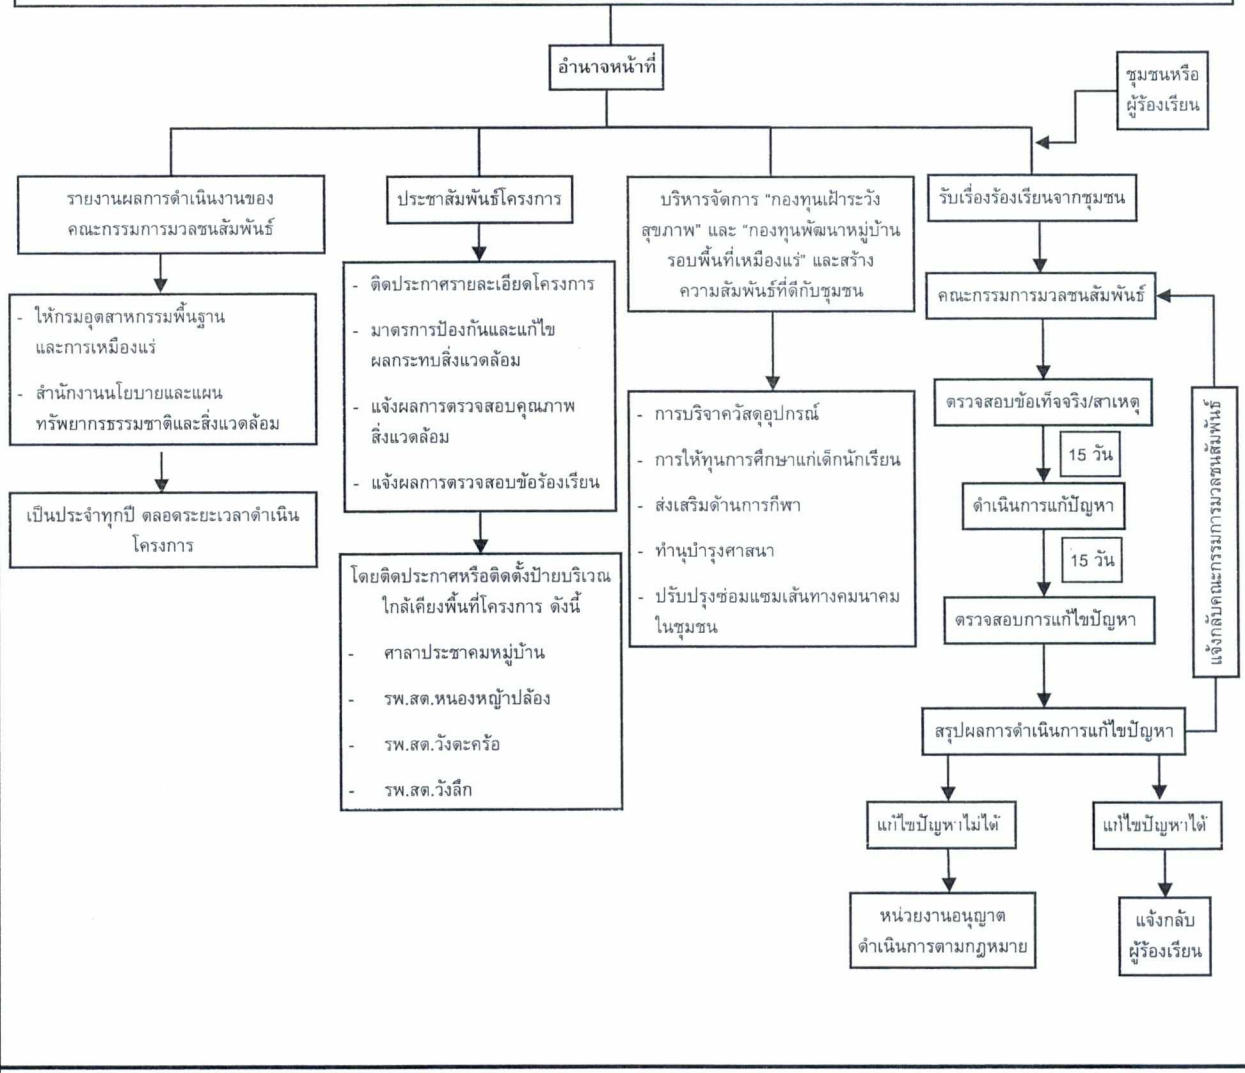 อำนาจหน้าที่
ชุมชนหรือ
ผู้ร้องเรียน
รายงานผลการดำเนินงานของ
คณะกรรมการมวลชนสัมพันธ์
- ให้กรมอุตสาหกรรมพื้นฐาน
และการเหมืองแร่
- สำนักงานนโยบายและแผน
ทรัพยากรธรรมชาติและสิ่งแวดล้อม
เป็นประจำทุกปี ตลอดระยะเวลาดำเนิน
โครงการ
ประชาสัมพันธ์โครงการ
- ติดประกาศรายละเอียดโครงการ
- มาตรการป้องกันและแก้ไข
ผลกระทบสิ่งแวดล้อม
- แจ้งผลการตรวจสอบคุณภาพ
สิ่งแวดล้อม
- แจ้งผลการตรวจสอบข้อร้องเรียน
โดยติดประกาศหรือติดตั้งป้ายบริเวณ
ใกล้เคียงพื้นที่โครงการ ดังนี้
- ศาลาประชาคมหมู่บ้าน
- รพ.สต.หนองหญ้าปล้อง
- รพ.สต.วังตะคร้อ
- รพ.สต.วังลึก
บริหารจัดการ "กองทุนเฝ้าระวัง
สุขภาพ" และ "กองทุนพัฒนาหมู่บ้าน
รอบพื้นที่เหมืองแร่" และสร้าง
ความสัมพันธ์ที่ดีกับชุมชน
- การบริจาควัสดุอุปกรณ์
- การให้ทุนการศึกษาแก่เด็กนักเรียน
- ส่งเสริมด้านการกีฬา
- ทำนุบำรุงศาสนา
- ปรับปรุงซ่อมแซมเส้นทางคมนาคม
ในชุมชน
รับเรื่องร้องเรียนจากชุมชน
คณะกรรมการมวลชนสัมพันธ์
ตรวจสอบข้อเท็จจริง/สาเหตุ
15 วัน
ดำเนินการแก้ปัญหา
15 วัน
ตรวจสอบการแก้ไขปัญหา
แจ้งกลับคณะกรรมการมวลชนสัมพันธ์
สรุปผลการดำเนินการแก้ไขปัญหา
แก้ไขปัญหาไม่ได้
แก้ไขปัญหาได้
หน่วยงานอนุญาต
ดำเนินการตามกฎหมาย
แจ้งกลับ
ผู้ร้องเรียน